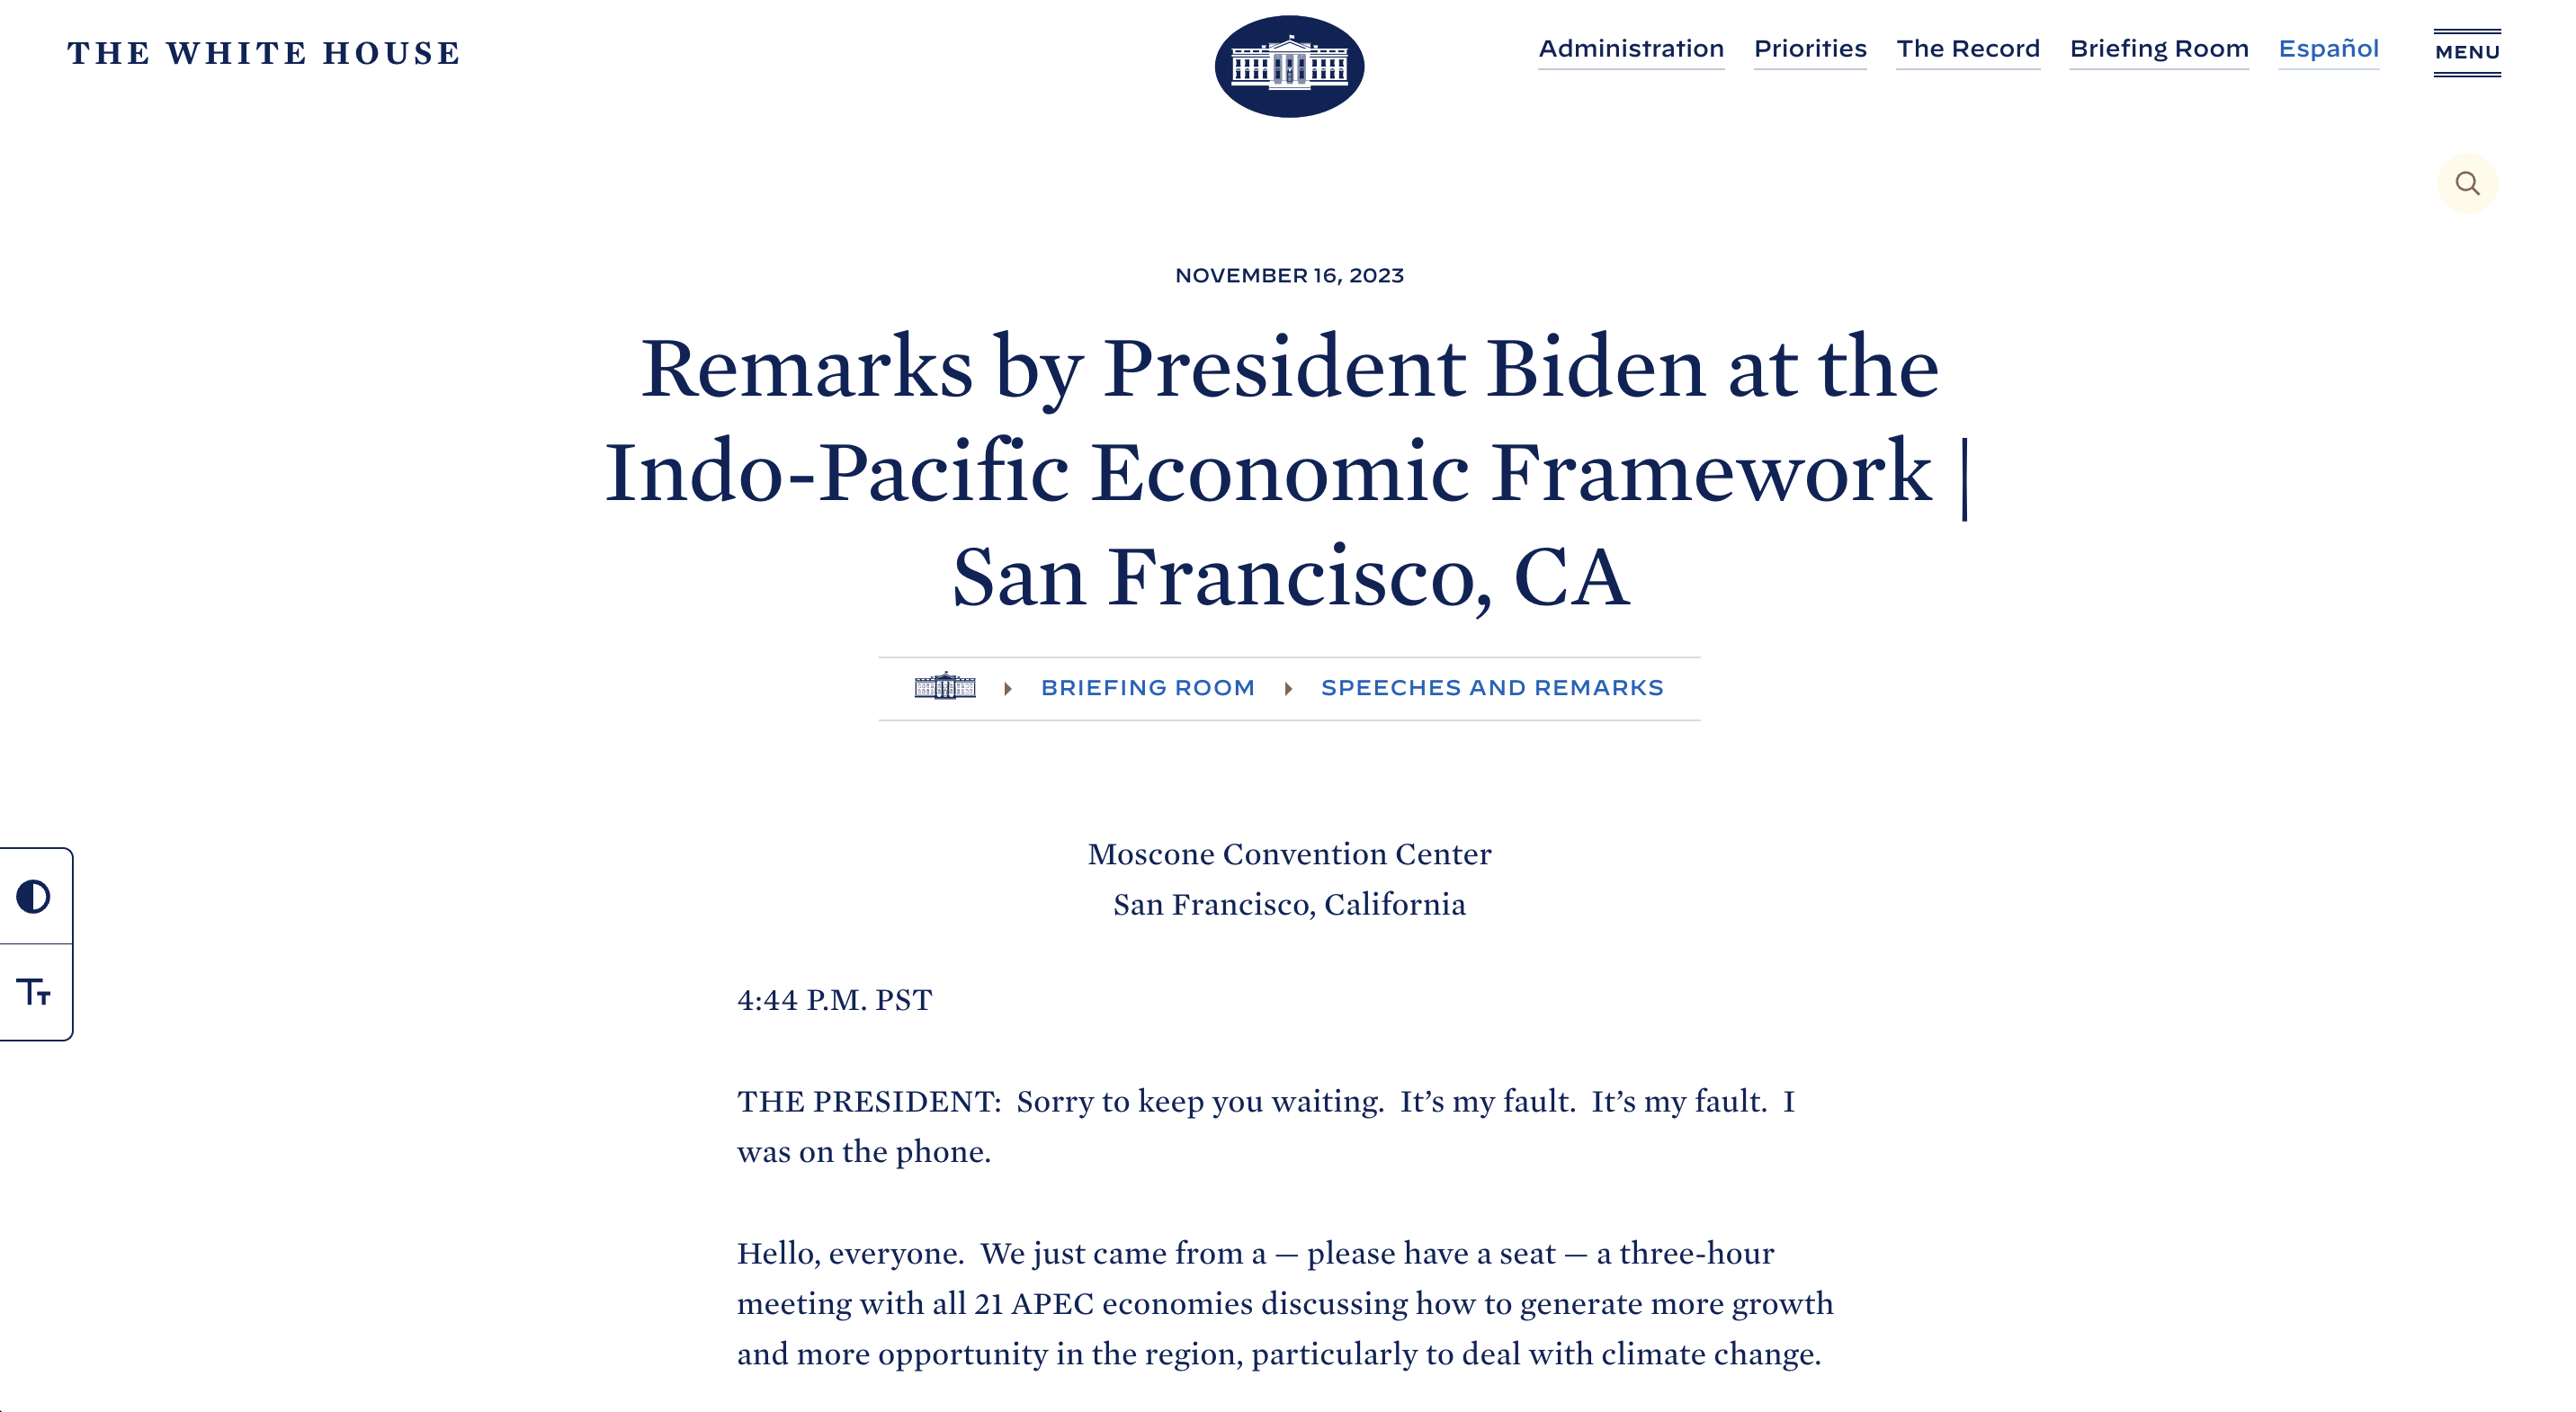 THE WHITE HOUSE
Administration Priorities The Record Briefing Room Español MENU
NOVEMBER 16, 2023
Remarks by President Biden at the
Indo-Pacific Economic Framework |
San Francisco, CA
BRIEFING ROOM SPEECHES AND REMARKS
Moscone Convention Center
San Francisco, California
Tт
4:44 P.M. PST
THE PRESIDENT:  Sorry to keep you waiting.  It’s my fault.  It’s my fault.  I
was on the phone.
Hello, everyone.  We just came from a — please have a seat — a three-hour
meeting with all 21 APEC economies discussing how to generate more growth
and more opportunity in the region, particularly to deal with climate change.